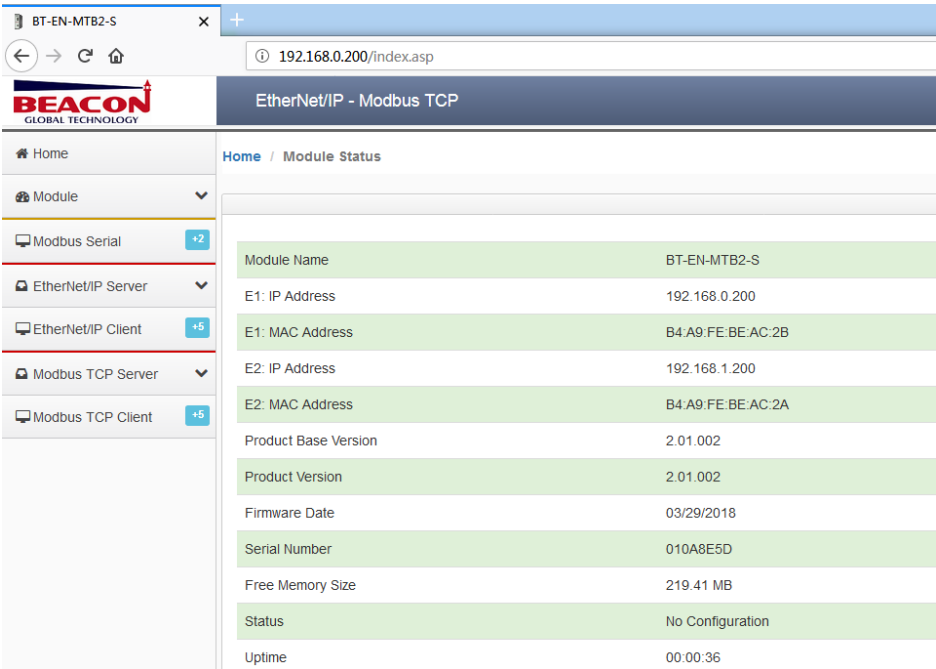 BT-EN-MTB2-S
192.168.0.200/index.asp
BEACON
GLOBAL TECHNOLOGY
EtherNet/IP - Modbus TCP
Home
Module
Modbus Serial +2
EtherNet/IP Server
EtherNet/IP Client +5
Modbus TCP Server
Modbus TCP Client +5
Home / Module Status
Module Name BT-EN-MTB2-S
E1: IP Address 192.168.0.200
E1: MAC Address B4:A9:FE:BE:AC:2B
E2: IP Address 192.168.1.200
E2: MAC Address B4:A9:FE:BE:AC:2A
Product Base Version 2.01.002
Product Version 2.01.002
Firmware Date 03/29/2018
Serial Number 010A8E5D
Free Memory Size 219.41 MB
Status No Configuration
Uptime 00:00:36